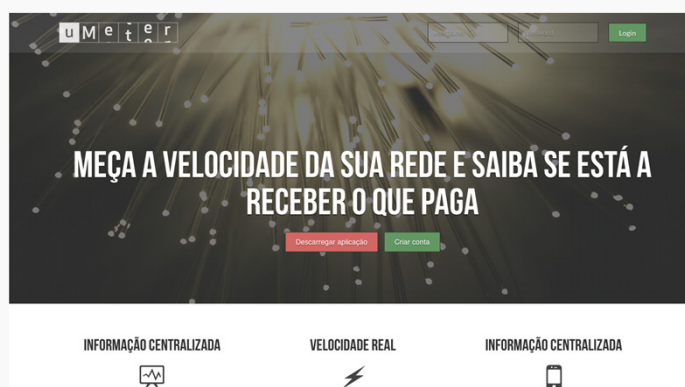 uMeter
Login
MEÇA A VELOCIDADE DA SUA REDE E SAIBA SE ESTÁ A
RECEBER O QUE PAGA
Descarregar aplicação
Criar conta
INFORMAÇÃO CENTRALIZADA
VELOCIDADE REAL
INFORMAÇÃO CENTRALIZADA